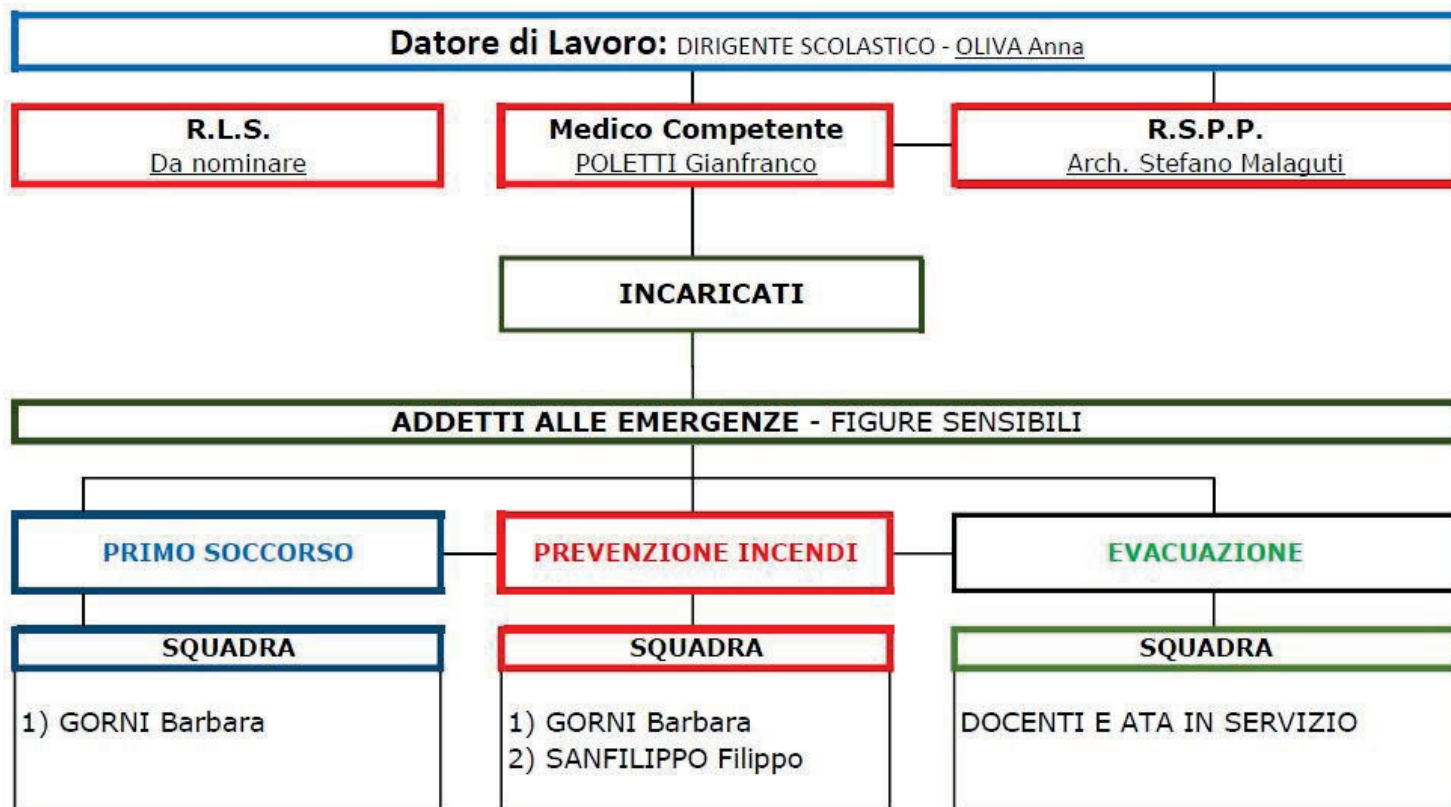 Datore di Lavoro: DIRIGENTE SCOLASTICO - OLIVA Anna
R.L.S.
Da nominare
Medico Competente
POLETTI Gianfranco
R.S.P.P.
Arch. Stefano Malaguti
INCARICATI
ADDETTI ALLE EMERGENZE - FIGURE SENSIBILI
PRIMO SOCCORSO
PREVENZIONE INCENDI
EVACUAZIONE
SQUADRA
1) GORNI Barbara
SQUADRA
1) GORNI Barbara
2) SANFILIPPO Filippo
SQUADRA
DOCENTI E ATA IN SERVIZIO